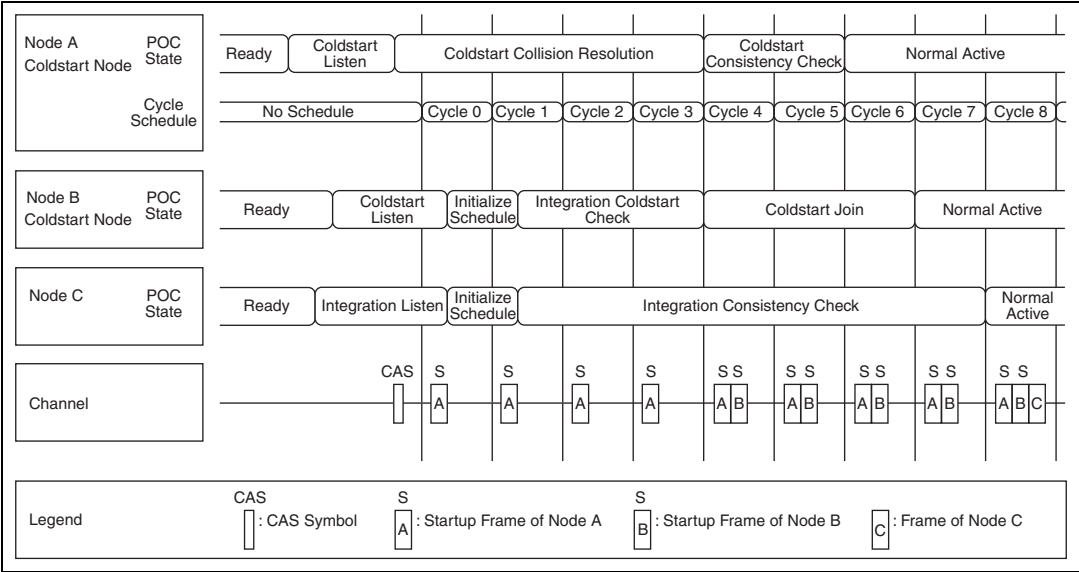 Node A
Coldstart Node
POC
State
Ready
Coldstart
Listen
Coldstart Collision Resolution
Coldstart
Consistency Check
Normal Active
Cycle
Schedule
No Schedule
Cycle 0
Cycle 1
Cycle 2
Cycle 3
Cycle 4
Cycle 5
Cycle 6
Cycle 7
Cycle 8
Node B
Coldstart Node
POC
State
Ready
Coldstart
Listen
Initialize
Schedule
Integration Coldstart
Check
Coldstart Join
Normal Active
Node C
POC
State
Ready
Integration Listen
Initialize
Schedule
Integration Consistency Check
Normal
Active
CAS S S S S S S S S S S S S S S
Channel
A A A A A B A B A B A B A B C
Legend
CAS
: CAS Symbol
S
A
: Startup Frame of Node A
S
B
: Startup Frame of Node B
C
: Frame of Node C